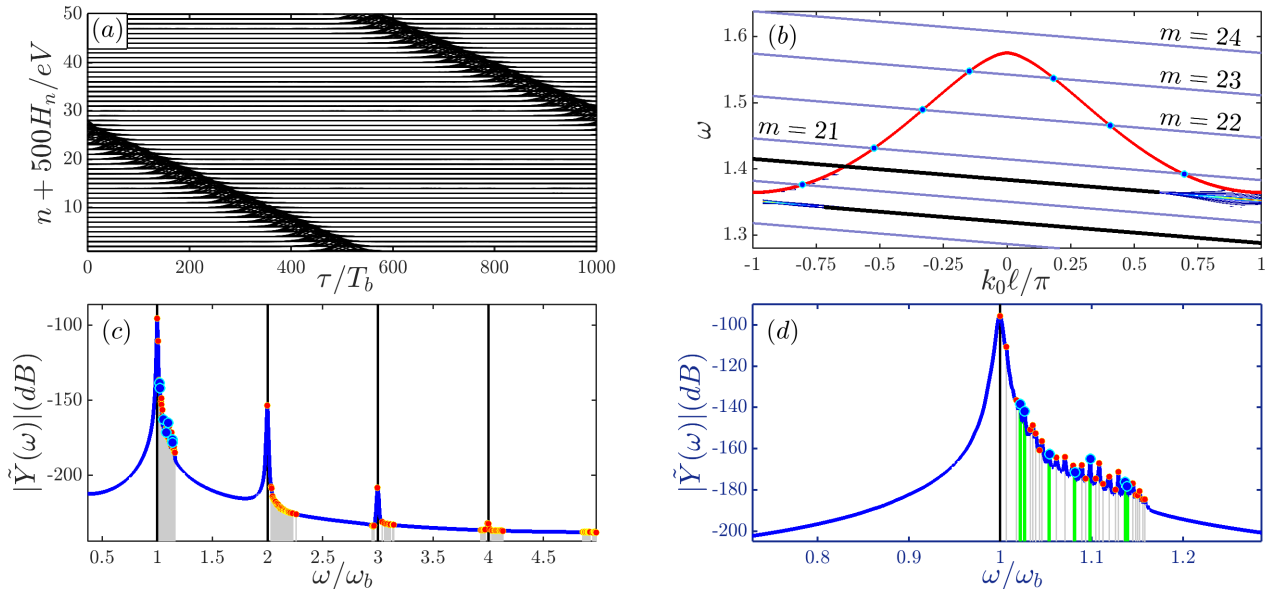 (a)
n + 500H_n/eV
50
40
30
20
10
0 200 400 600 800 1000
τ/T_b
(b)
ω
1.6
1.5
1.4
1.3
m = 24
m = 23
m = 22
m = 21
-1 -0.75 -0.5 -0.25 0 0.25 0.5 0.75 1
k_0ℓ/π
(c)
|Ỹ(ω)|(dB)
-100
-150
-200
0.5 1 1.5 2 2.5 3 3.5 4 4.5
ω/ω_b
(d)
|Ỹ(ω)|(dB)
-100
-120
-140
-160
-180
-200
0.8 0.9 1 1.1 1.2
ω/ω_b